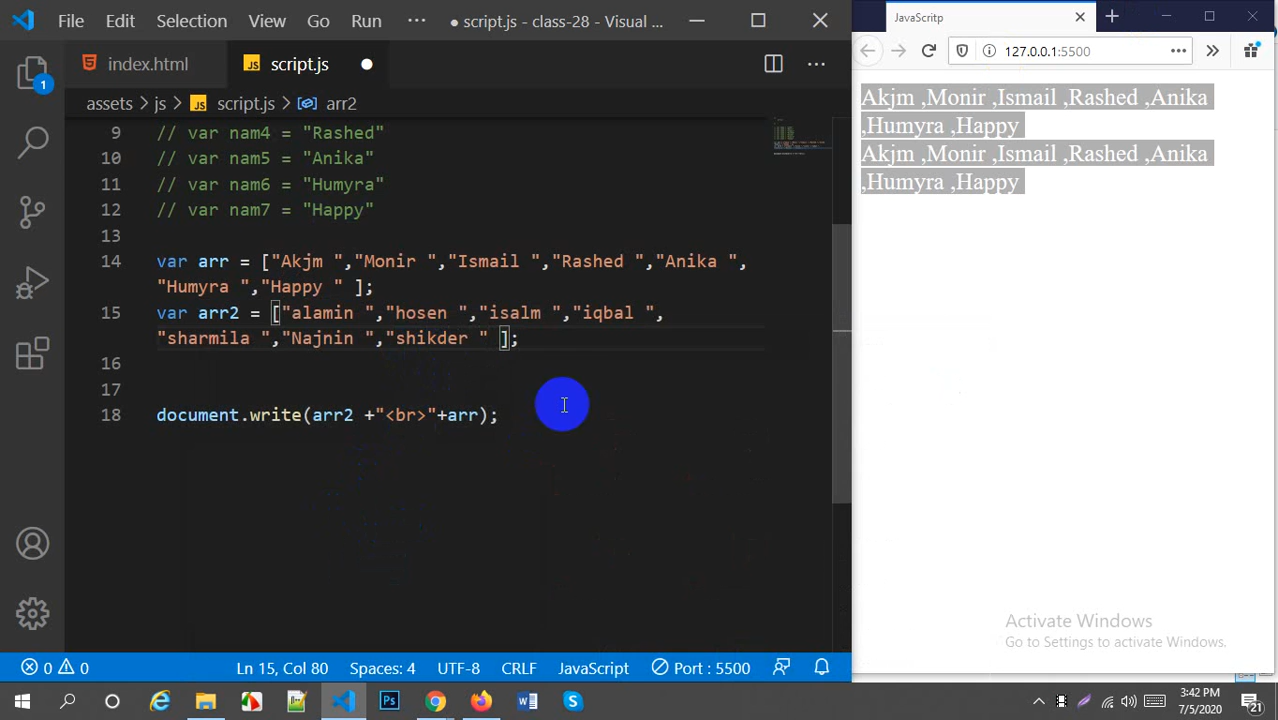 File Edit Selection View Go Run ··· ● script.js - class-28 - Visual ...
JavaScritp
index.html
JS script.js
127.0.0.1:5500
assets > js > JS script.js > arr2
9 // var nam4 = "Rashed"
10 // var nam5 = "Anika"
11 // var nam6 = "Humyra"
12 // var nam7 = "Happy"
13
14 var arr = ["Akjm ","Monir ","Ismail ","Rashed ","Anika ",
"Humyra ","Happy " ];
15 var arr2 = ["alamin ","hosen ","isalm ","iqbal ",
"sharmila ","Najnin ","shikder " ];
16
17
18 document.write(arr2 +"<br>"+arr);
Akjm ,Monir ,Ismail ,Rashed ,Anika
,Humyra ,Happy
Akjm ,Monir ,Ismail ,Rashed ,Anika
,Humyra ,Happy
Activate Windows
Go to Settings to activate Windows.
1
0 0 Ln 15, Col 80 Spaces: 4 UTF-8 CRLF JavaScript Port : 5500
Ps
3:42 PM
7/5/2020
21